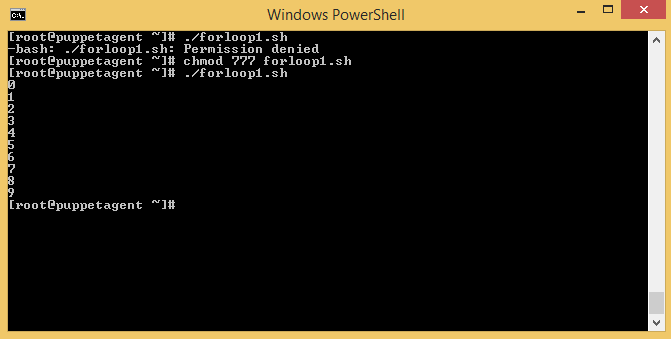 Windows PowerShell
[root@puppetagent ~]# ./forloop1.sh
-bash: ./forloop1.sh: Permission denied
[root@puppetagent ~]# chmod 777 forloop1.sh
[root@puppetagent ~]# ./forloop1.sh
0
1
2
3
4
5
6
7
8
9
[root@puppetagent ~]#